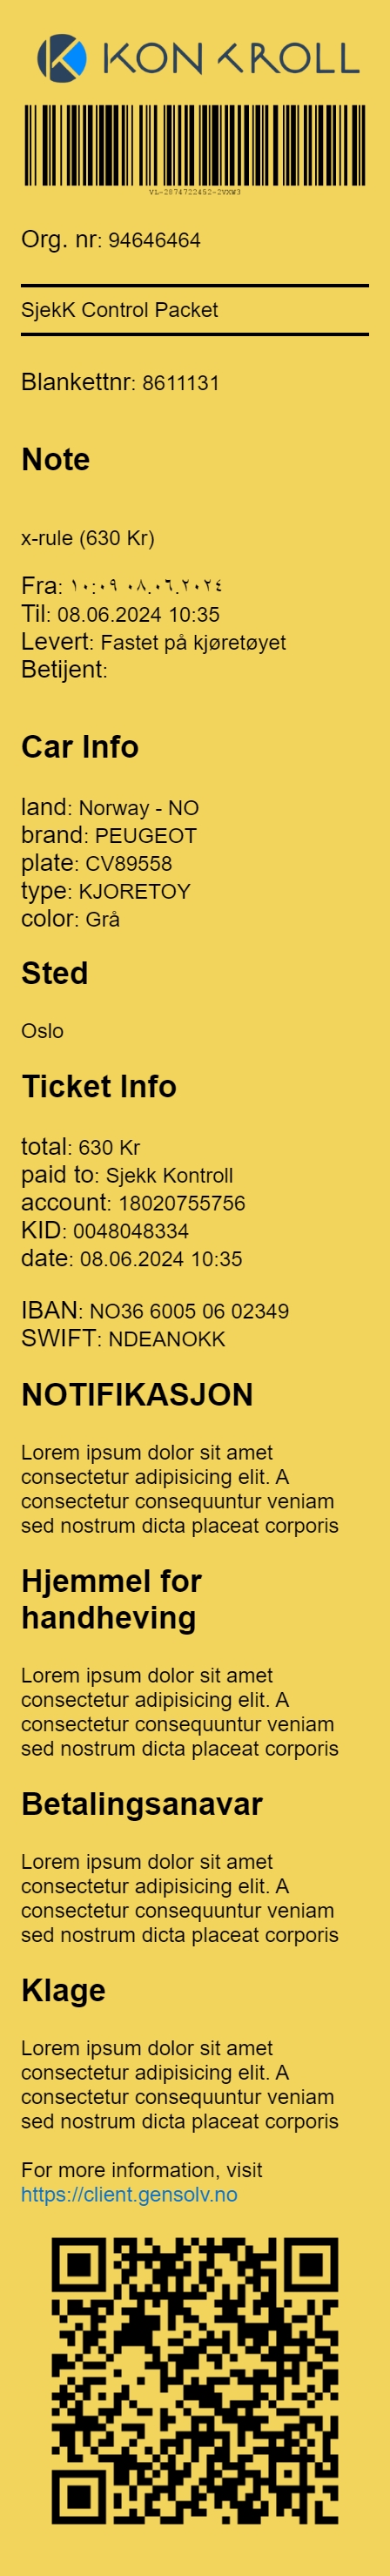 KONTROLL
VL-2874722452-2VXW3
Org. nr: 94646464
SjekK Control Packet
Blankettnr: 8611131
Note
x-rule (630 Kr)
Fra: ١٠:٠٩ ٠٨.٠٦.٢٠٢٤
Til: 08.06.2024 10:35
Levert: Fastet på kjøretøyet
Betijent:
Car Info
land: Norway - NO
brand: PEUGEOT
plate: CV89558
type: KJORETOY
color: Grå
Sted
Oslo
Ticket Info
total: 630 Kr
paid to: Sjekk Kontroll
account: 18020755756
KID: 0048048334
date: 08.06.2024 10:35
IBAN: NO36 6005 06 02349
SWIFT: NDEANOKK
NOTIFIKASJON
Lorem ipsum dolor sit amet
consectetur adipisicing elit. A
consectetur consequuntur veniam
sed nostrum dicta placeat corporis
Hjemmel for
handheving
Lorem ipsum dolor sit amet
consectetur adipisicing elit. A
consectetur consequuntur veniam
sed nostrum dicta placeat corporis
Betalingsanavar
Lorem ipsum dolor sit amet
consectetur adipisicing elit. A
consectetur consequuntur veniam
sed nostrum dicta placeat corporis
Klage
Lorem ipsum dolor sit amet
consectetur adipisicing elit. A
consectetur consequuntur veniam
sed nostrum dicta placeat corporis
For more information, visit
https://client.gensolv.no